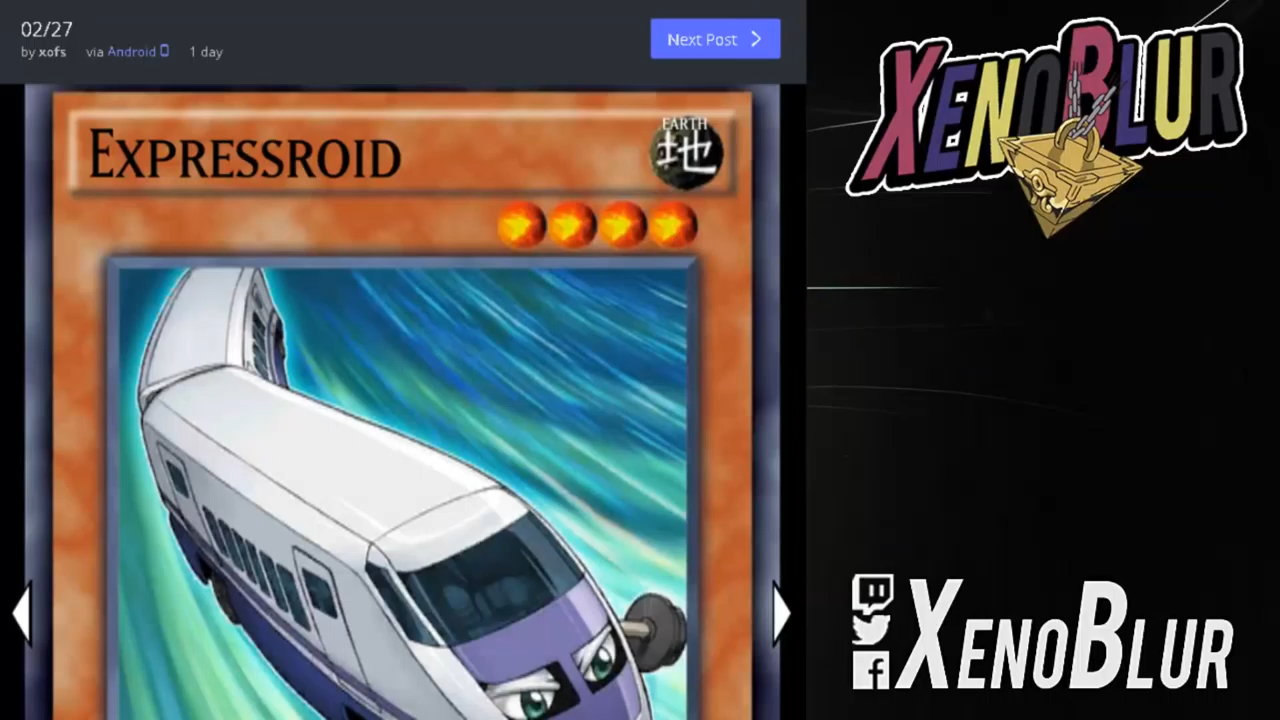 02/27
by xofs via Android 1 day
Next Post
EXPRESSROID
EARTH
地
XENOBLUR
XENOBLUR